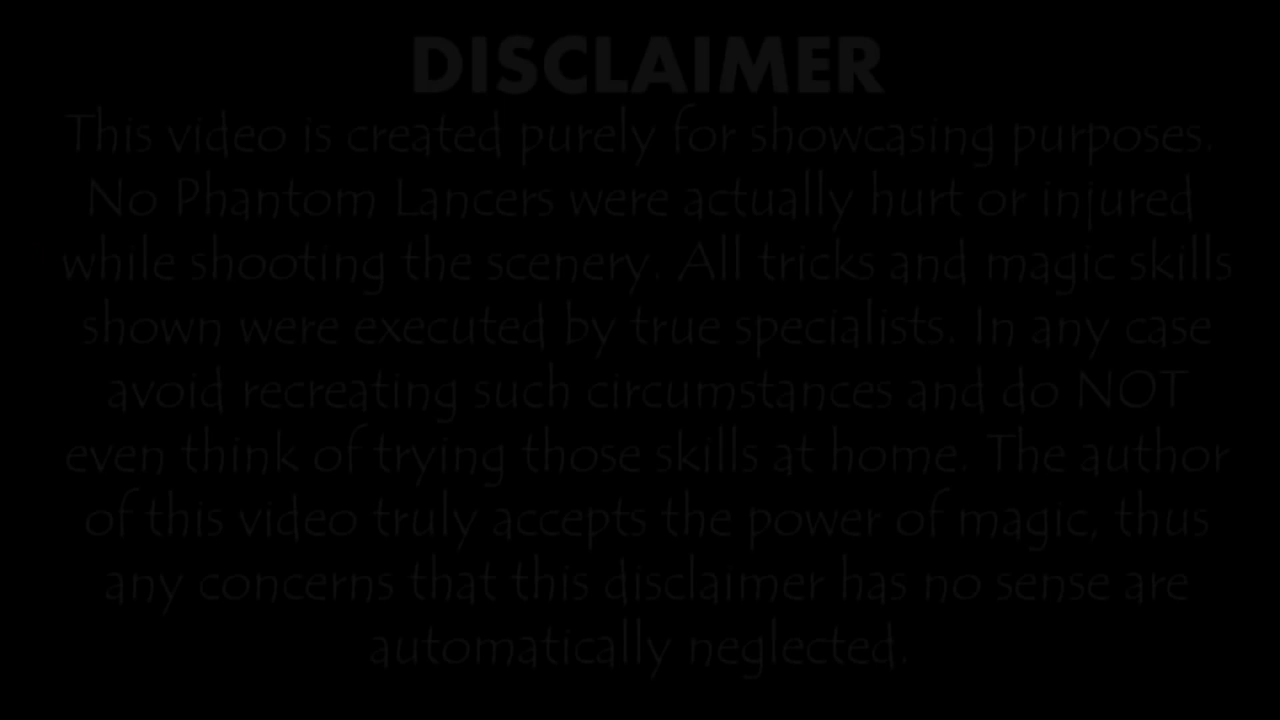 DISCLAIMER
This video is created purely for showcasing purposes.
No Phantom Lancers were actually hurt or injured
while shooting the scenery. All tricks and magic skills
shown were executed by true specialists. In any case
avoid recreating such circumstances and do NOT
even think of trying those skills at home. The author
of this video truly accepts the power of magic, thus
any concerns that this disclaimer has no sense are
automatically neglected.